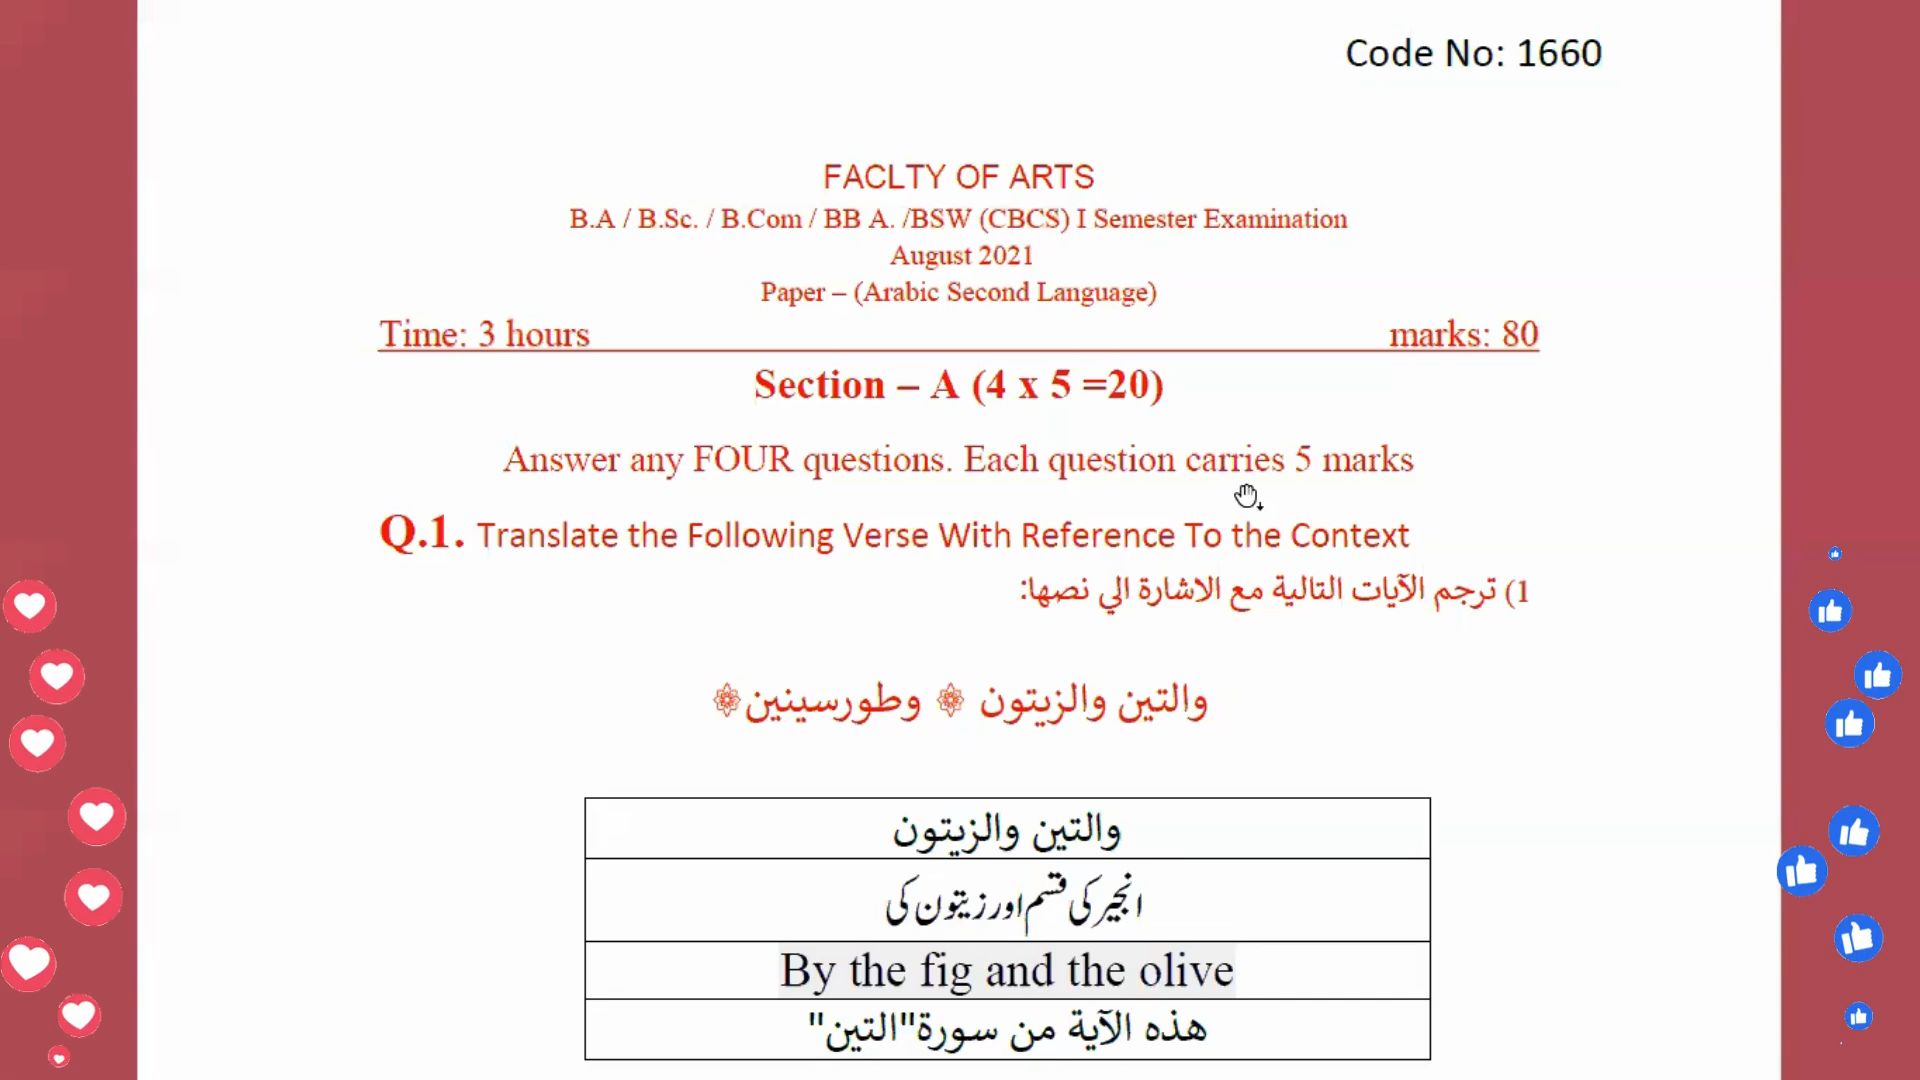 Code No: 1660
FACLTY OF ARTS
B.A / B.Sc. / B.Com / BB A. /BSW (CBCS) I Semester Examination
August 2021
Paper – (Arabic Second Language)
Time: 3 hours marks: 80
Section – A (4 x 5 =20)
Answer any FOUR questions. Each question carries 5 marks
Q.1. Translate the Following Verse With Reference To the Context
1) ترجم الآيات التالية مع الاشارة الي نصها:
والتين والزيتون ۞ وطورسينين۞
والتين والزيتون
انجیر کی قسم اور زیتون کی
By the fig and the olive
هذه الآية من سورة"التين"